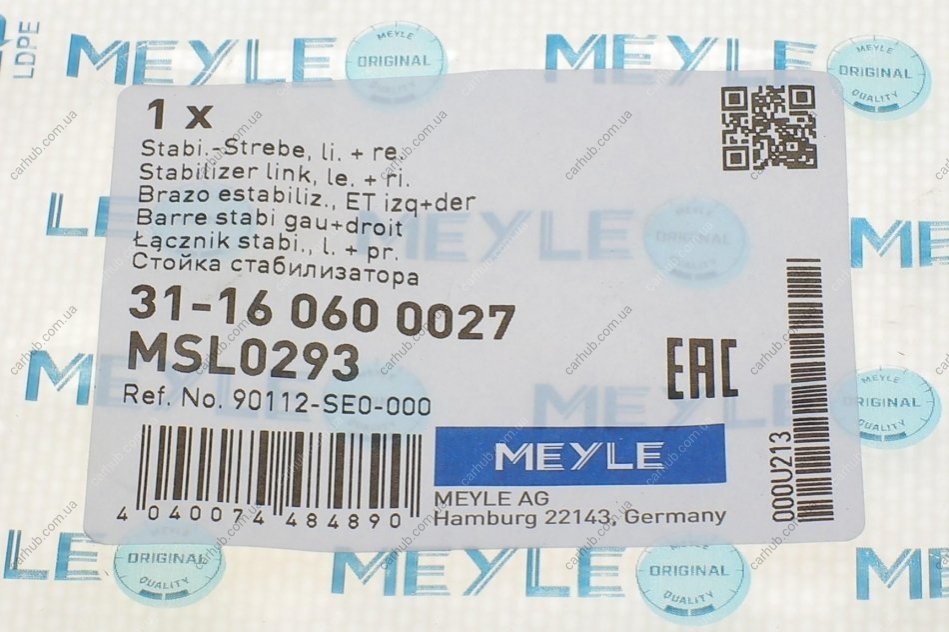 LDPE
MEYLE
MEYLE
ORIGINAL
QUALITY
1 x
Stabi.-Strebe, li. + re.
Stabilizer link, le. + ri.
Brazo estabiliz., ET izq+der
Barre stabi gau+droit
Łącznik stabi., l. + pr.
Стойка стабилизатора
31-16 060 0027
MSL0293
Ref. No. 90112-SE0-000
EAC
MEYLE
MEYLE AG
Hamburg 22143, Germany
4 040074 484890
000U213
MEYLE
ORIGINAL
QUALITY
carhub.com.ua